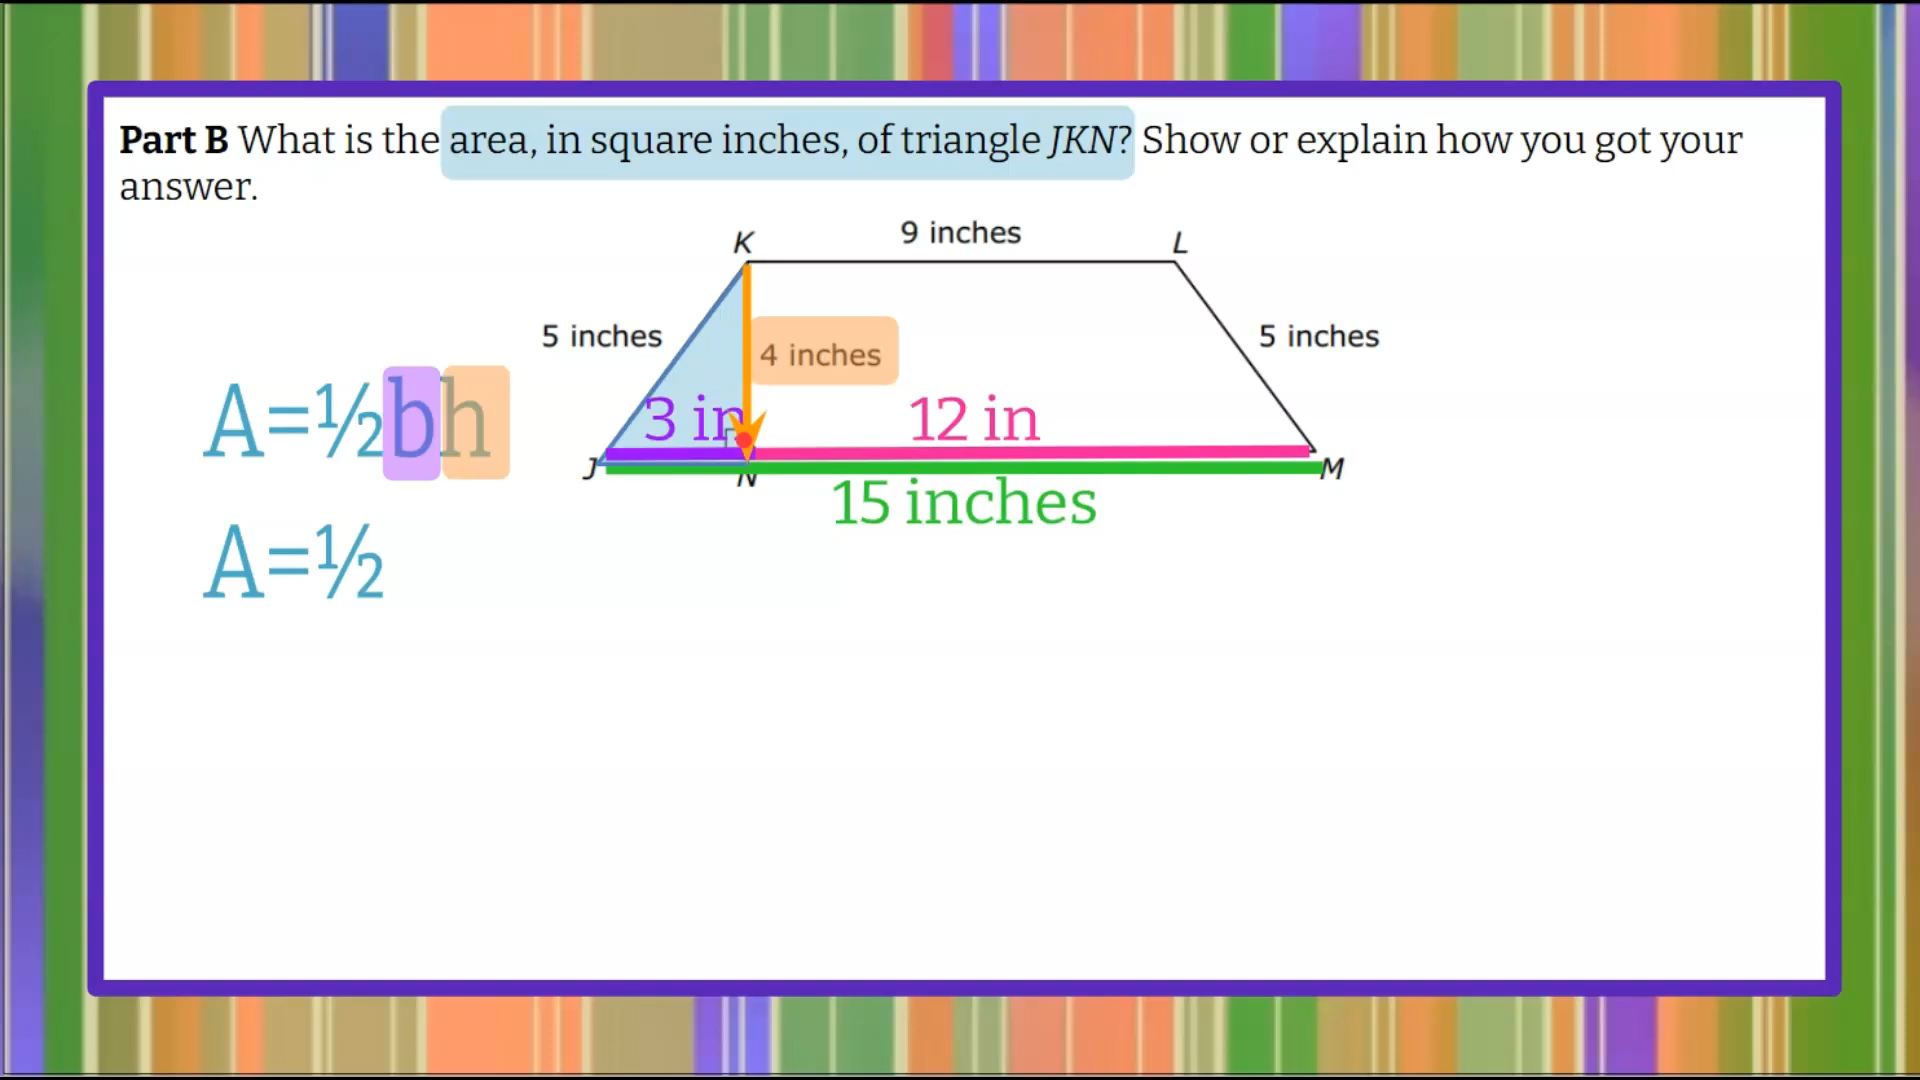 Part B What is the area, in square inches, of triangle JKN? Show or explain how you got your
answer.
9 inches
K
L
5 inches
5 inches
4 inches
A=½bh
3 in
12 in
J
N
M
15 inches
A=½